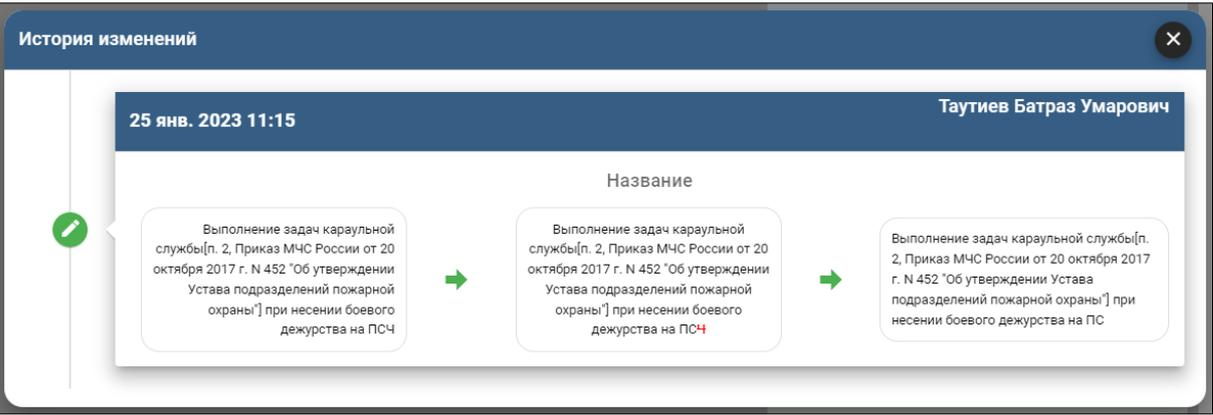 История изменений
25 янв. 2023 11:15
Таутиев Батраз Умарович
Название
Выполнение задач караульной
службы[п. 2, Приказ МЧС России от 20
октября 2017 г. N 452 "Об утверждении
Устава подразделений пожарной
охраны"] при несении боевого
дежурства на ПСЧ
Выполнение задач караульной
службы[п. 2, Приказ МЧС России от 20
октября 2017 г. N 452 "Об утверждении
Устава подразделений пожарной
охраны"] при несении боевого
дежурства на ПСЧ
Выполнение задач караульной службы[п.
2, Приказ МЧС России от 20 октября 2017
г. N 452 "Об утверждении Устава
подразделений пожарной охраны"] при
несении боевого дежурства на ПС